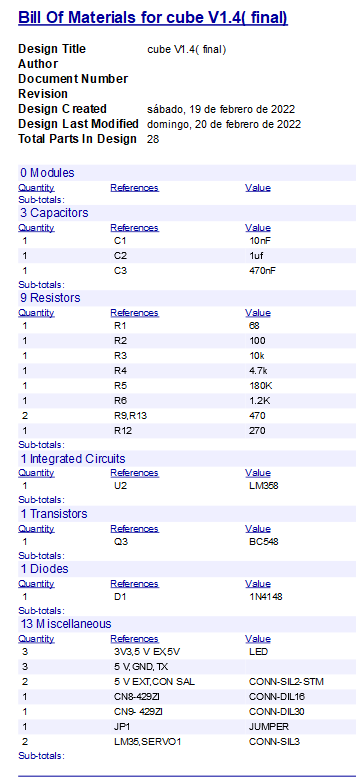 Bill Of Materials for cube V1.4( final)
Design Title cube V1.4( final)
Author
Document Number
Revision
Design Created sábado, 19 de febrero de 2022
Design Last Modified domingo, 20 de febrero de 2022
Total Parts In Design 28
0 Modules
Quantity References Value
Sub-totals:
3 Capacitors
Quantity References Value
1 C1 10nF
1 C2 1uf
1 C3 470nF
Sub-totals:
9 Resistors
Quantity References Value
1 R1 68
1 R2 100
1 R3 10k
1 R4 4.7k
1 R5 180K
1 R6 1.2K
2 R9,R13 470
1 R12 270
Sub-totals:
1 Integrated Circuits
Quantity References Value
1 U2 LM358
Sub-totals:
1 Transistors
Quantity References Value
1 Q3 BC548
Sub-totals:
1 Diodes
Quantity References Value
1 D1 1N4148
Sub-totals:
13 Miscellaneous
Quantity References Value
3 3V3,5 V EX,5V LED
3 5 V,GND,TX
2 5 V EXT,CON SAL CONN-SIL2-STM
1 CN8-429ZI CONN-DIL16
1 CN9- 429ZI CONN-DIL30
1 JP1 JUMPER
2 LM35,SERVO1 CONN-SIL3
Sub-totals: